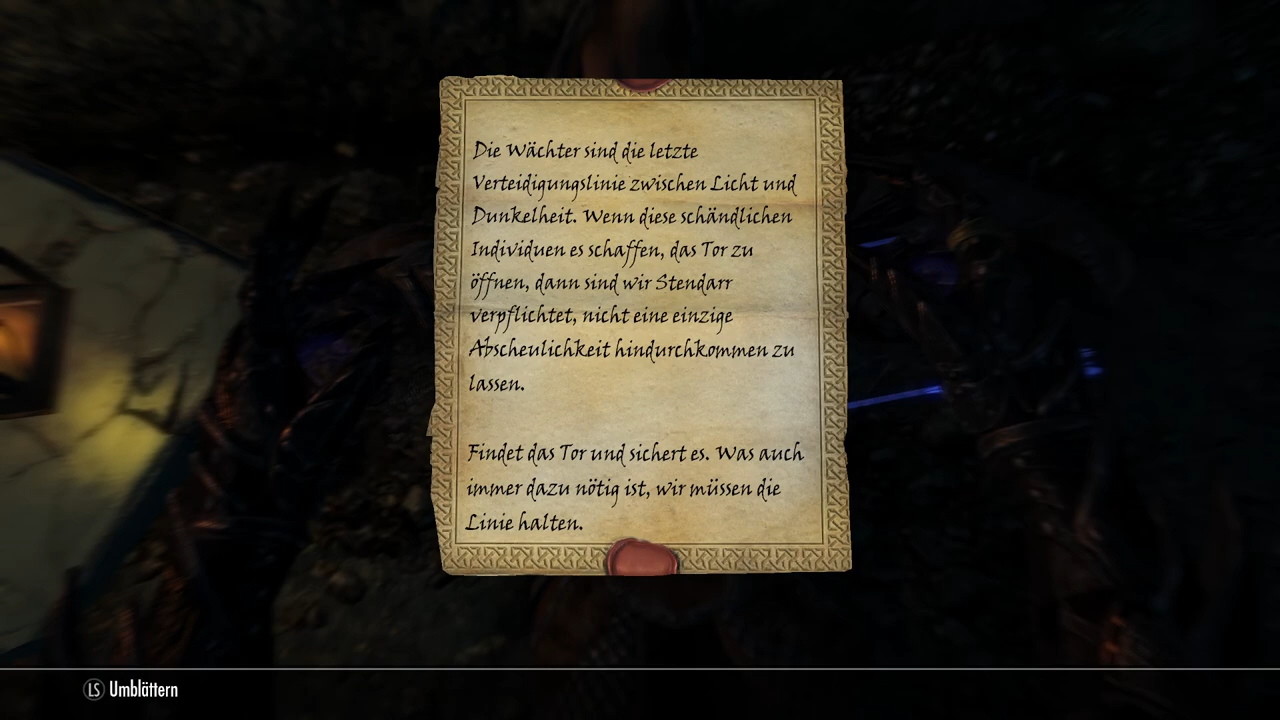 Die Wächter sind die letzte
Verteidigungslinie zwischen Licht und
Dunkelheit. Wenn diese schändlichen
Individuen es schaffen, das Tor zu
öffnen, dann sind wir Stendarr
verpflichtet, nicht eine einzige
Abscheulichkeit hindurchkommen zu
lassen.
Findet das Tor und sichert es. Was auch
immer dazu nötig ist, wir müssen die
Linie halten.
LS Umblättern